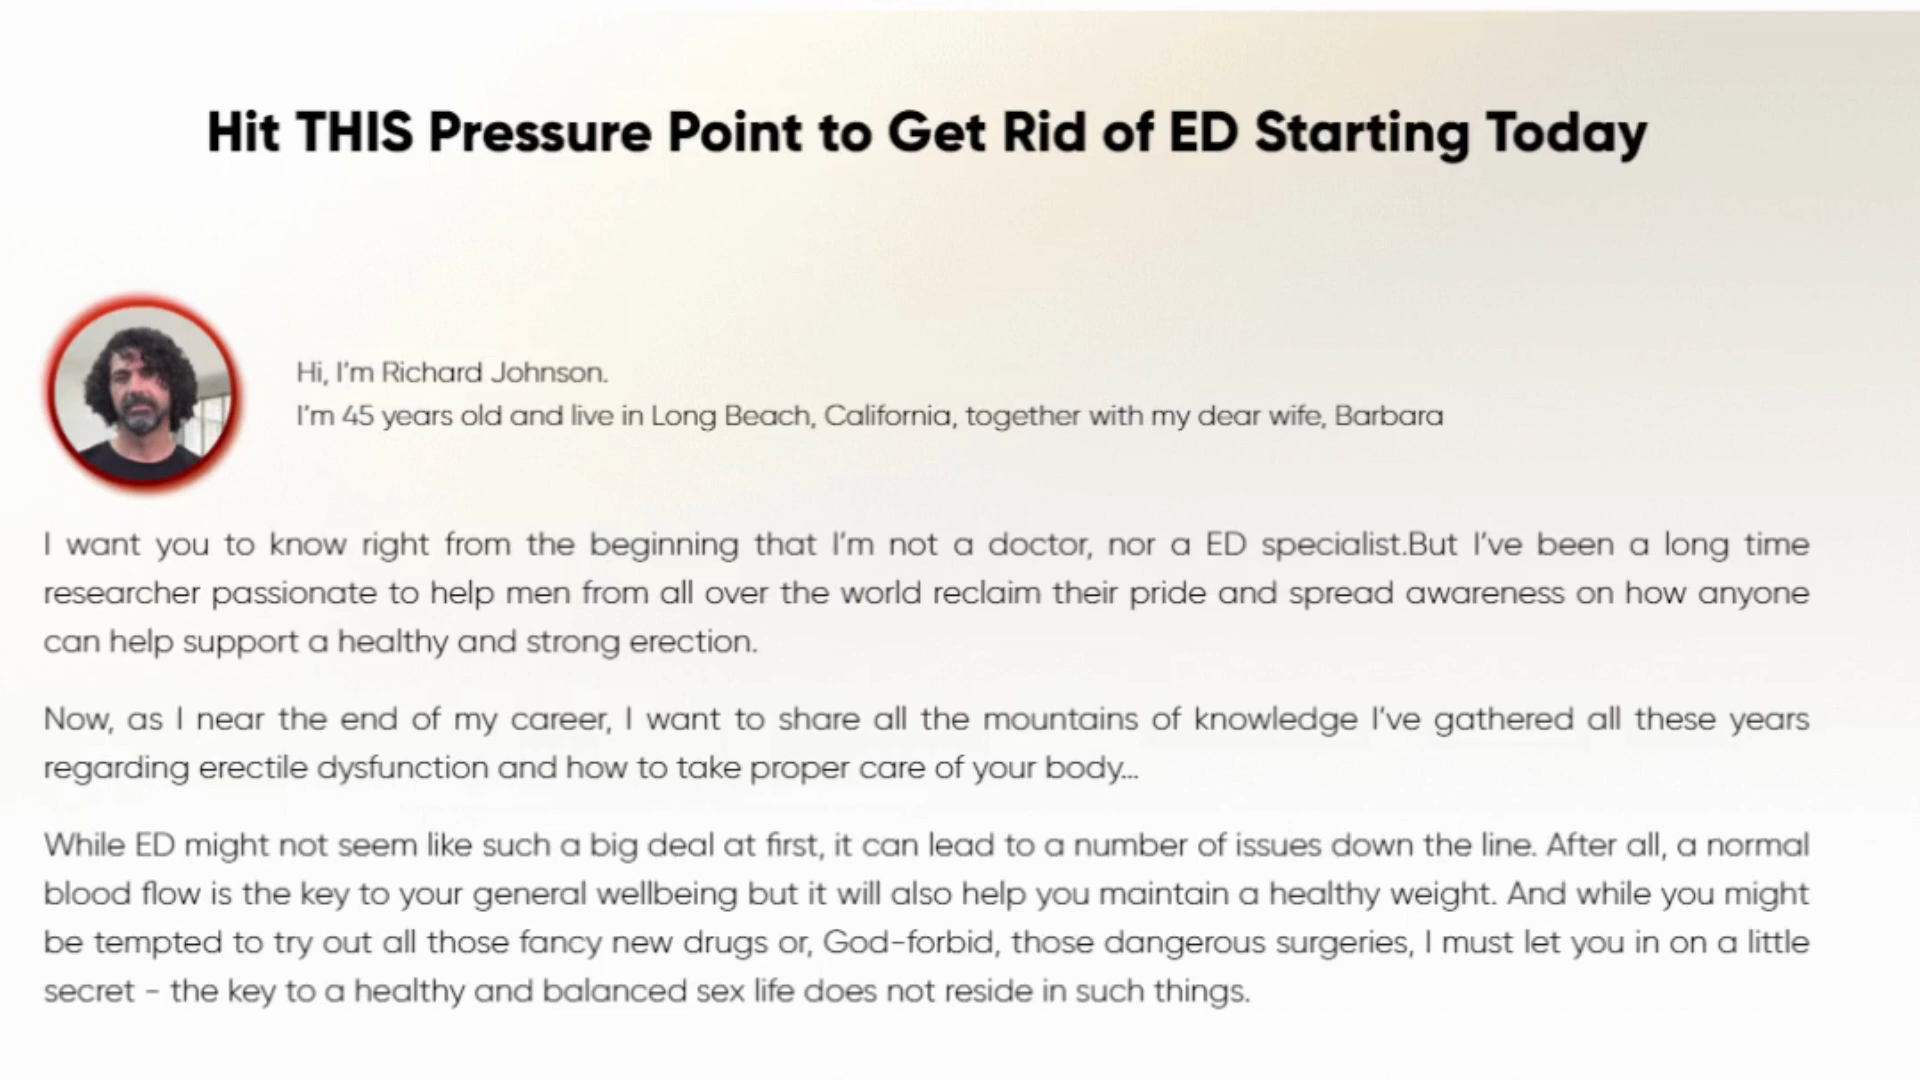 Hit THIS Pressure Point to Get Rid of ED Starting Today
Hi, I'm Richard Johnson.
I'm 45 years old and live in Long Beach, California, together with my dear wife, Barbara
I want you to know right from the beginning that I'm not a doctor, nor a ED specialist.But I've been a long time
researcher passionate to help men from all over the world reclaim their pride and spread awareness on how anyone
can help support a healthy and strong erection.
Now, as I near the end of my career, I want to share all the mountains of knowledge I've gathered all these years
regarding erectile dysfunction and how to take proper care of your body...
While ED might not seem like such a big deal at first, it can lead to a number of issues down the line. After all, a normal
blood flow is the key to your general wellbeing but it will also help you maintain a healthy weight. And while you might
be tempted to try out all those fancy new drugs or, God-forbid, those dangerous surgeries, I must let you in on a little
secret - the key to a healthy and balanced sex life does not reside in such things.